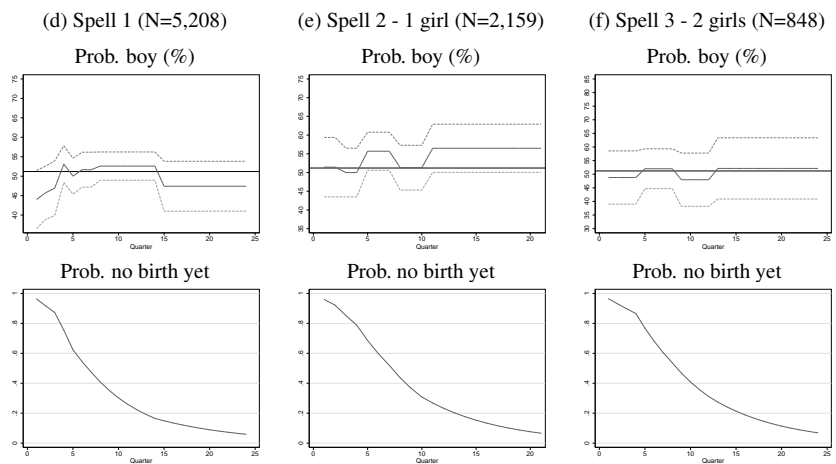 (d) Spell 1 (N=5,208) (e) Spell 2 - 1 girl (N=2,159) (f) Spell 3 - 2 girls (N=848)
Prob. boy (%) Prob. boy (%) Prob. boy (%)
75 75 85
70 70 80
65 65 75
60 60 70
55 55 65
50 50 60
45 45 55
40 40 50
35 45
40
35
30
0 5 10 15 20 25 0 5 10 15 20 25 0 5 10 15 20 25
Quarter Quarter Quarter
Prob. no birth yet Prob. no birth yet Prob. no birth yet
1 1 1
.8 .8 .8
.6 .6 .6
.4 .4 .4
.2 .2 .2
0 0 0
0 5 10 15 20 25 0 5 10 15 20 25 0 5 10 15 20 25
Quarter Quarter Quarter